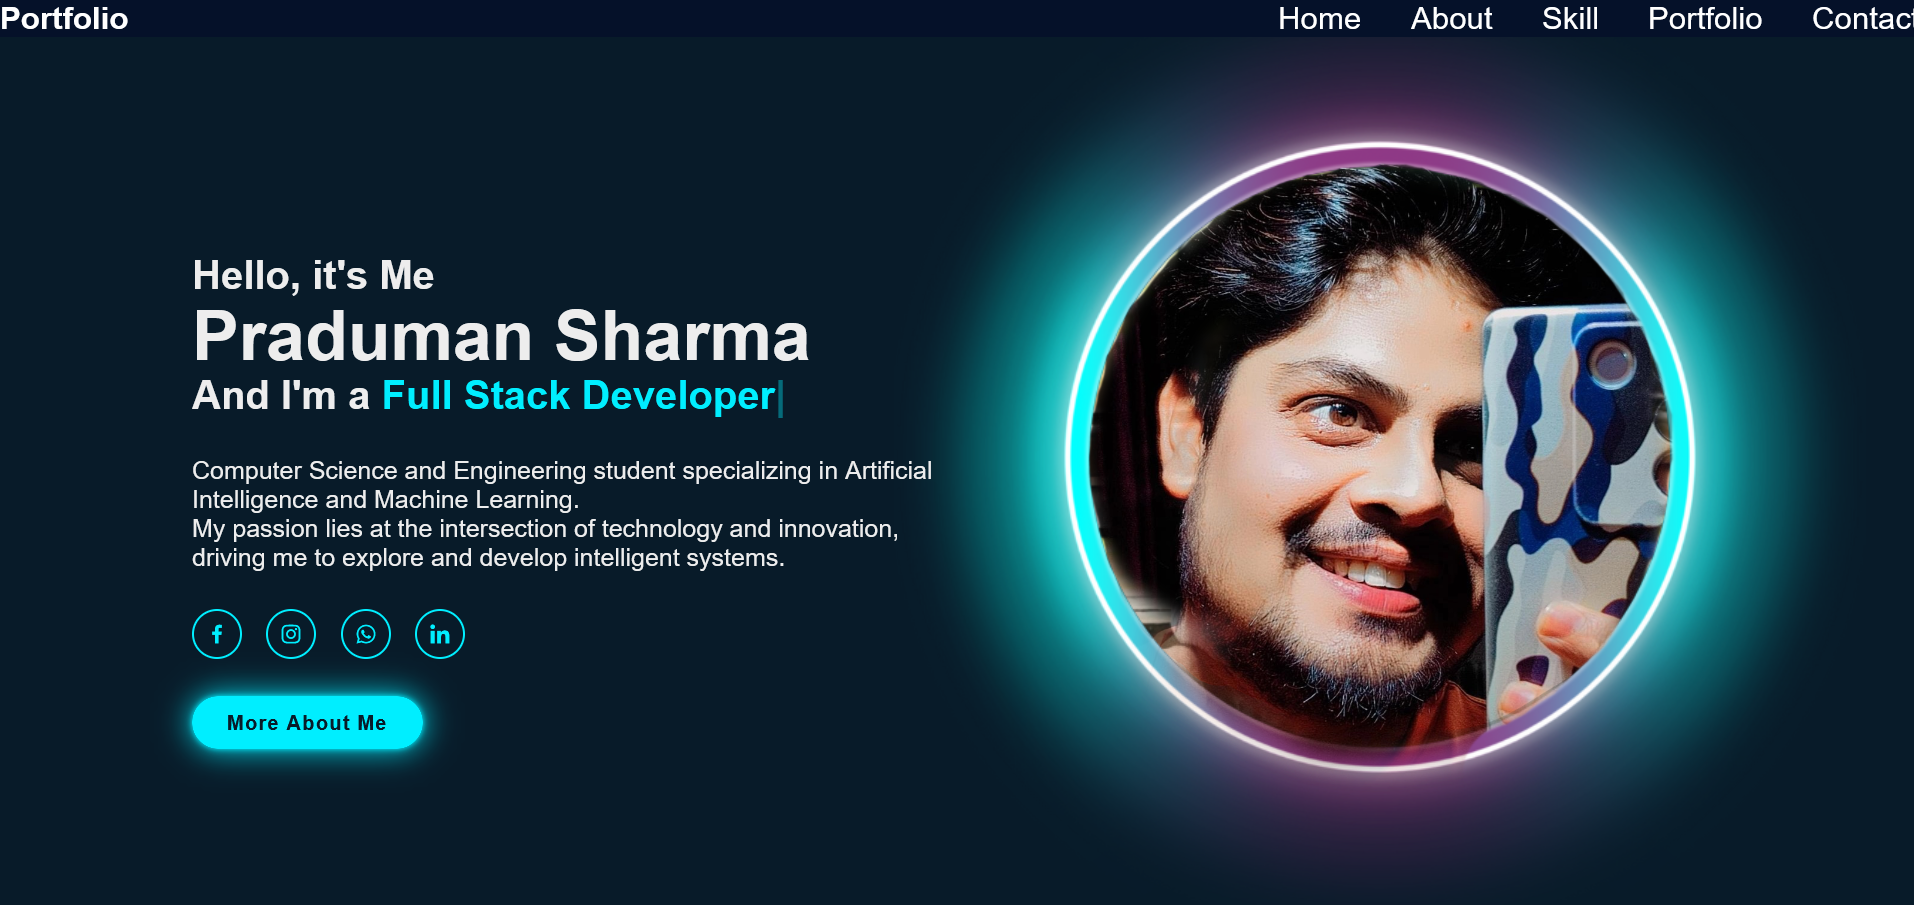 Portfolio
Home About Skill Portfolio Contact
Hello, it's Me
Praduman Sharma
And I'm a Full Stack Developer|
Computer Science and Engineering student specializing in Artificial
Intelligence and Machine Learning.
My passion lies at the intersection of technology and innovation,
driving me to explore and develop intelligent systems.
More About Me